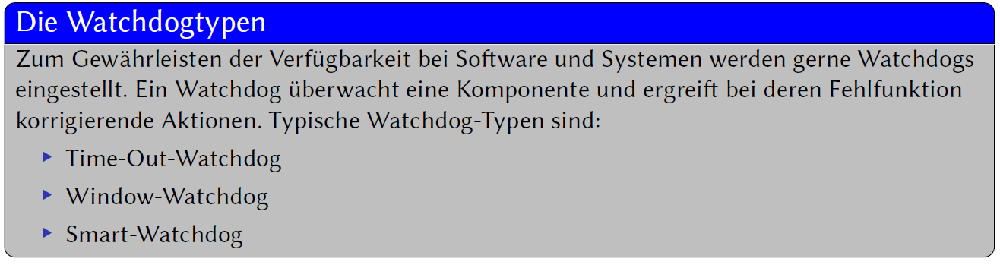 Die Watchdogtypen
Zum Gewährleisten der Verfügbarkeit bei Software und Systemen werden gerne Watchdogs
eingestellt. Ein Watchdog überwacht eine Komponente und ergreift bei deren Fehlfunktion
korrigierende Aktionen. Typische Watchdog-Typen sind:
Time-Out-Watchdog
Window-Watchdog
Smart-Watchdog